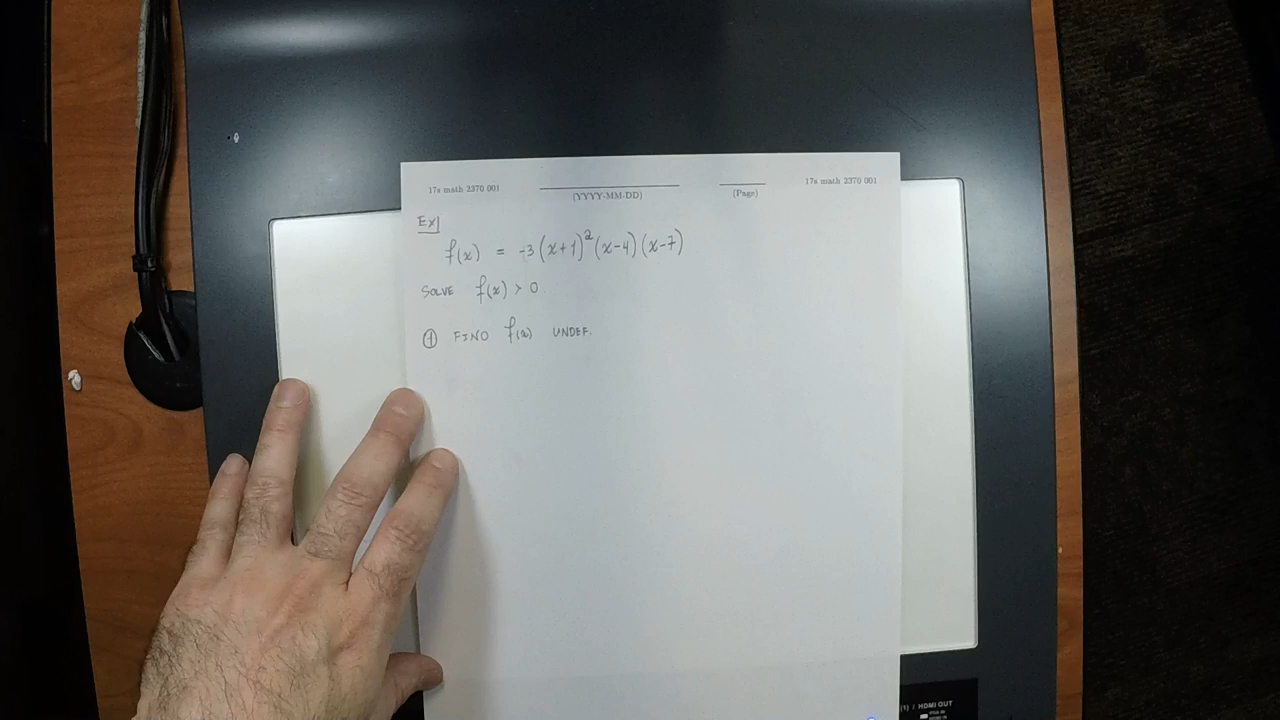 17s math 2370 001
(YYYY-MM-DD)
(Page)
17s math 2370 001
Ex
f(x) = -3(x+1)²(x-4)(x-7)
SOLVE f(x) > 0.
① FIND f(x) UNDEF.
(1) / HDMI OUT